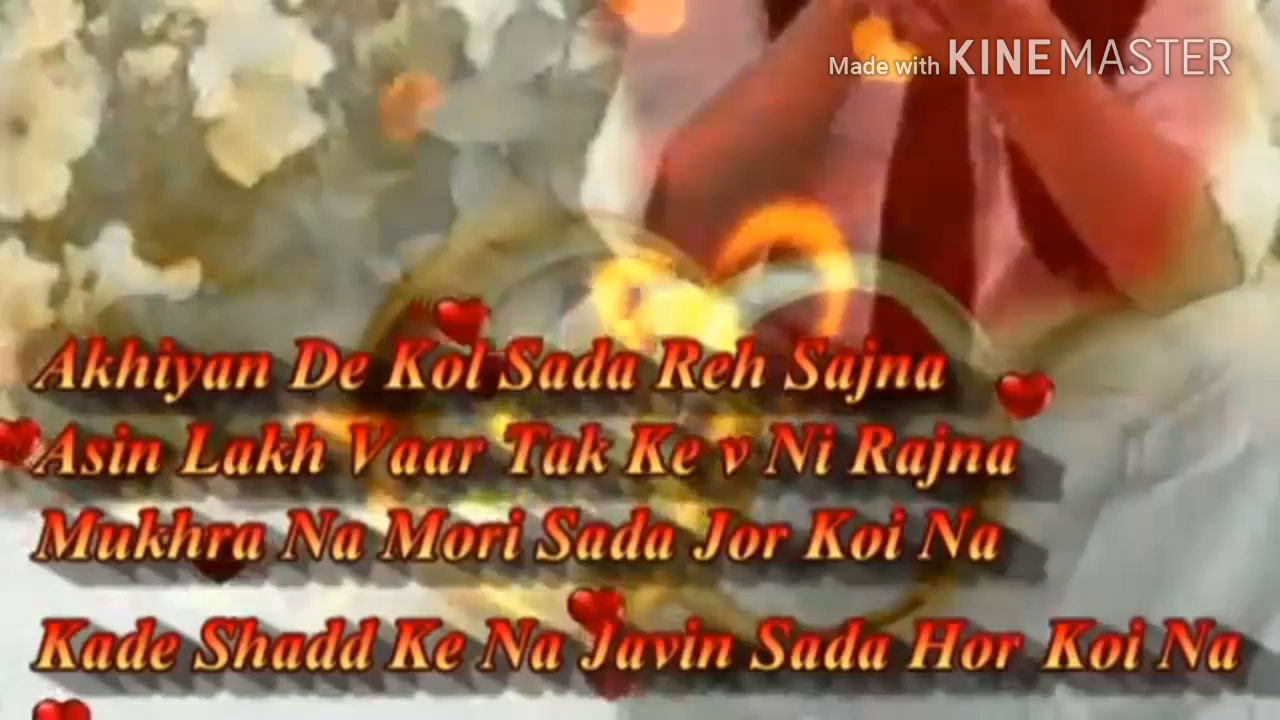 Made with KINEMASTER
Akhiyan De Kol Sada Reh Sajna
Asin Lakh Vaar Tak Ke v Ni Rajna
Mukhra Na Mori Sada Jor Koi Na
Kade Shadd Ke Na Javin Sada Hor Koi Na